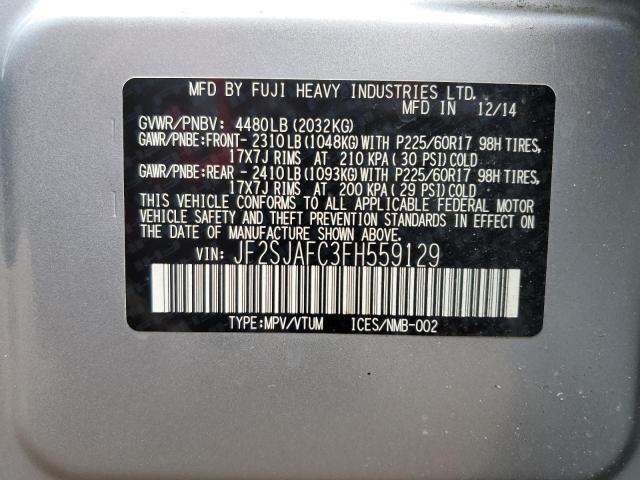 MFD BY FUJI HEAVY INDUSTRIES LTD.
MFD IN 12/14
GVWR/PNBV: 4480LB (2032KG)
GAWR/PNBE:FRONT- 2310LB (1048KG) WITH P225/60R17 98H TIRES,
17X7J RIMS AT 210 KPA (30 PSI) COLD
GAWR/PNBE:REAR - 2410LB (1093KG) WITH P225/60R17 98H TIRES,
17X7J RIMS AT 200 KPA (29 PSI) COLD
THIS VEHICLE CONFORMS TO ALL APPLICABLE FEDERAL MOTOR
VEHICLE SAFETY AND THEFT PREVENTION STANDARDS IN EFFECT ON
THE DATE OF MANUFACTURE SHOWN ABOVE.
VIN: JF2SJAFC3FH559129
TYPE:MPV/VTUM ICES/NMB-002